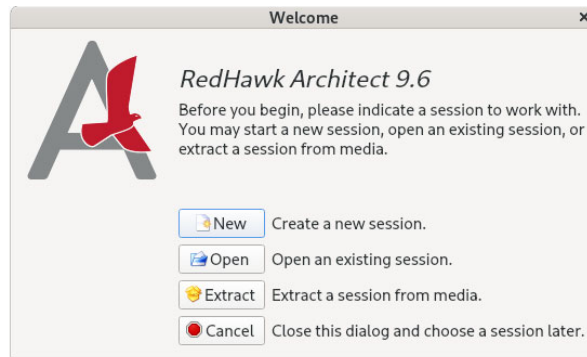 Welcome
RedHawk Architect 9.6
Before you begin, please indicate a session to work with.
You may start a new session, open an existing session, or
extract a session from media.
New Create a new session.
Open Open an existing session.
Extract Extract a session from media.
Cancel Close this dialog and choose a session later.